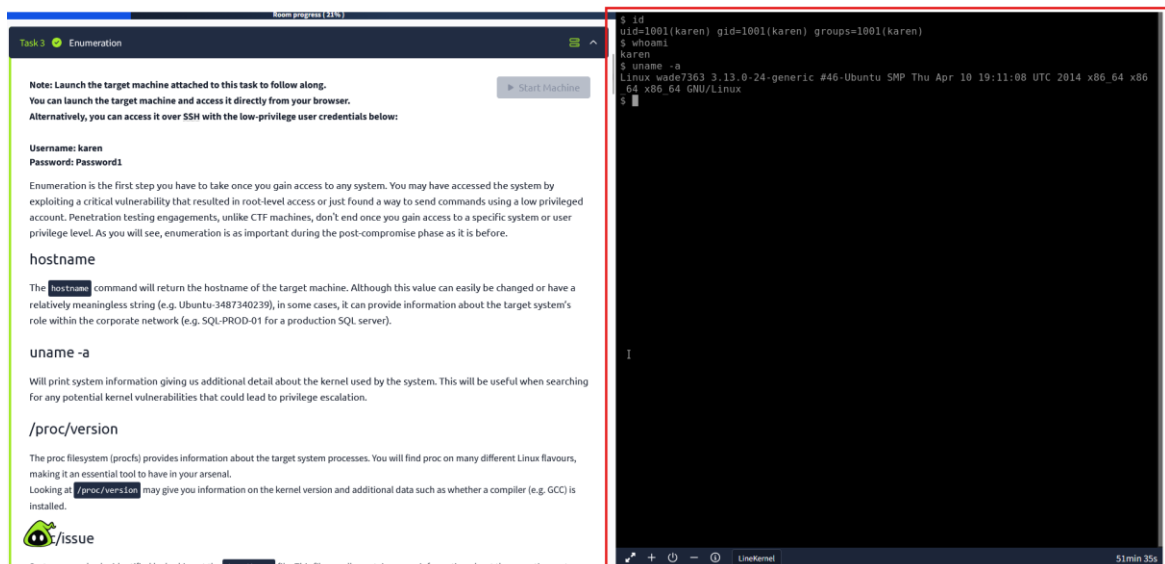 Room progress ( 21% )
Task 3 Enumeration
Note: Launch the target machine attached to this task to follow along.
Start Machine
You can launch the target machine and access it directly from your browser.
Alternatively, you can access it over SSH with the low-privilege user credentials below:
Username: karen
Password: Password1
Enumeration is the first step you have to take once you gain access to any system. You may have accessed the system by
exploiting a critical vulnerability that resulted in root-level access or just found a way to send commands using a low privileged
account. Penetration testing engagements, unlike CTF machines, don't end once you gain access to a specific system or user
privilege level. As you will see, enumeration is as important during the post-compromise phase as it is before.
hostname
The hostname command will return the hostname of the target machine. Although this value can easily be changed or have a
relatively meaningless string (e.g. Ubuntu-3487340239), in some cases, it can provide information about the target system's
role within the corporate network (e.g. SQL-PROD-01 for a production SQL server).
uname -a
Will print system information giving us additional detail about the kernel used by the system. This will be useful when searching
for any potential kernel vulnerabilities that could lead to privilege escalation.
/proc/version
The proc filesystem (procfs) provides information about the target system processes. You will find proc on many different Linux flavours,
making it an essential tool to have in your arsenal.
Looking at /proc/version may give you information on the kernel version and additional data such as whether a compiler (e.g. GCC) is
installed.
/issue
$ id
uid=1001(karen) gid=1001(karen) groups=1001(karen)
$ whoami
karen
$ uname -a
Linux wade7363 3.13.0-24-generic #46-Ubuntu SMP Thu Apr 10 19:11:08 UTC 2014 x86_64 x86
_64 x86_64 GNU/Linux
$
LineKernel
51min 35s